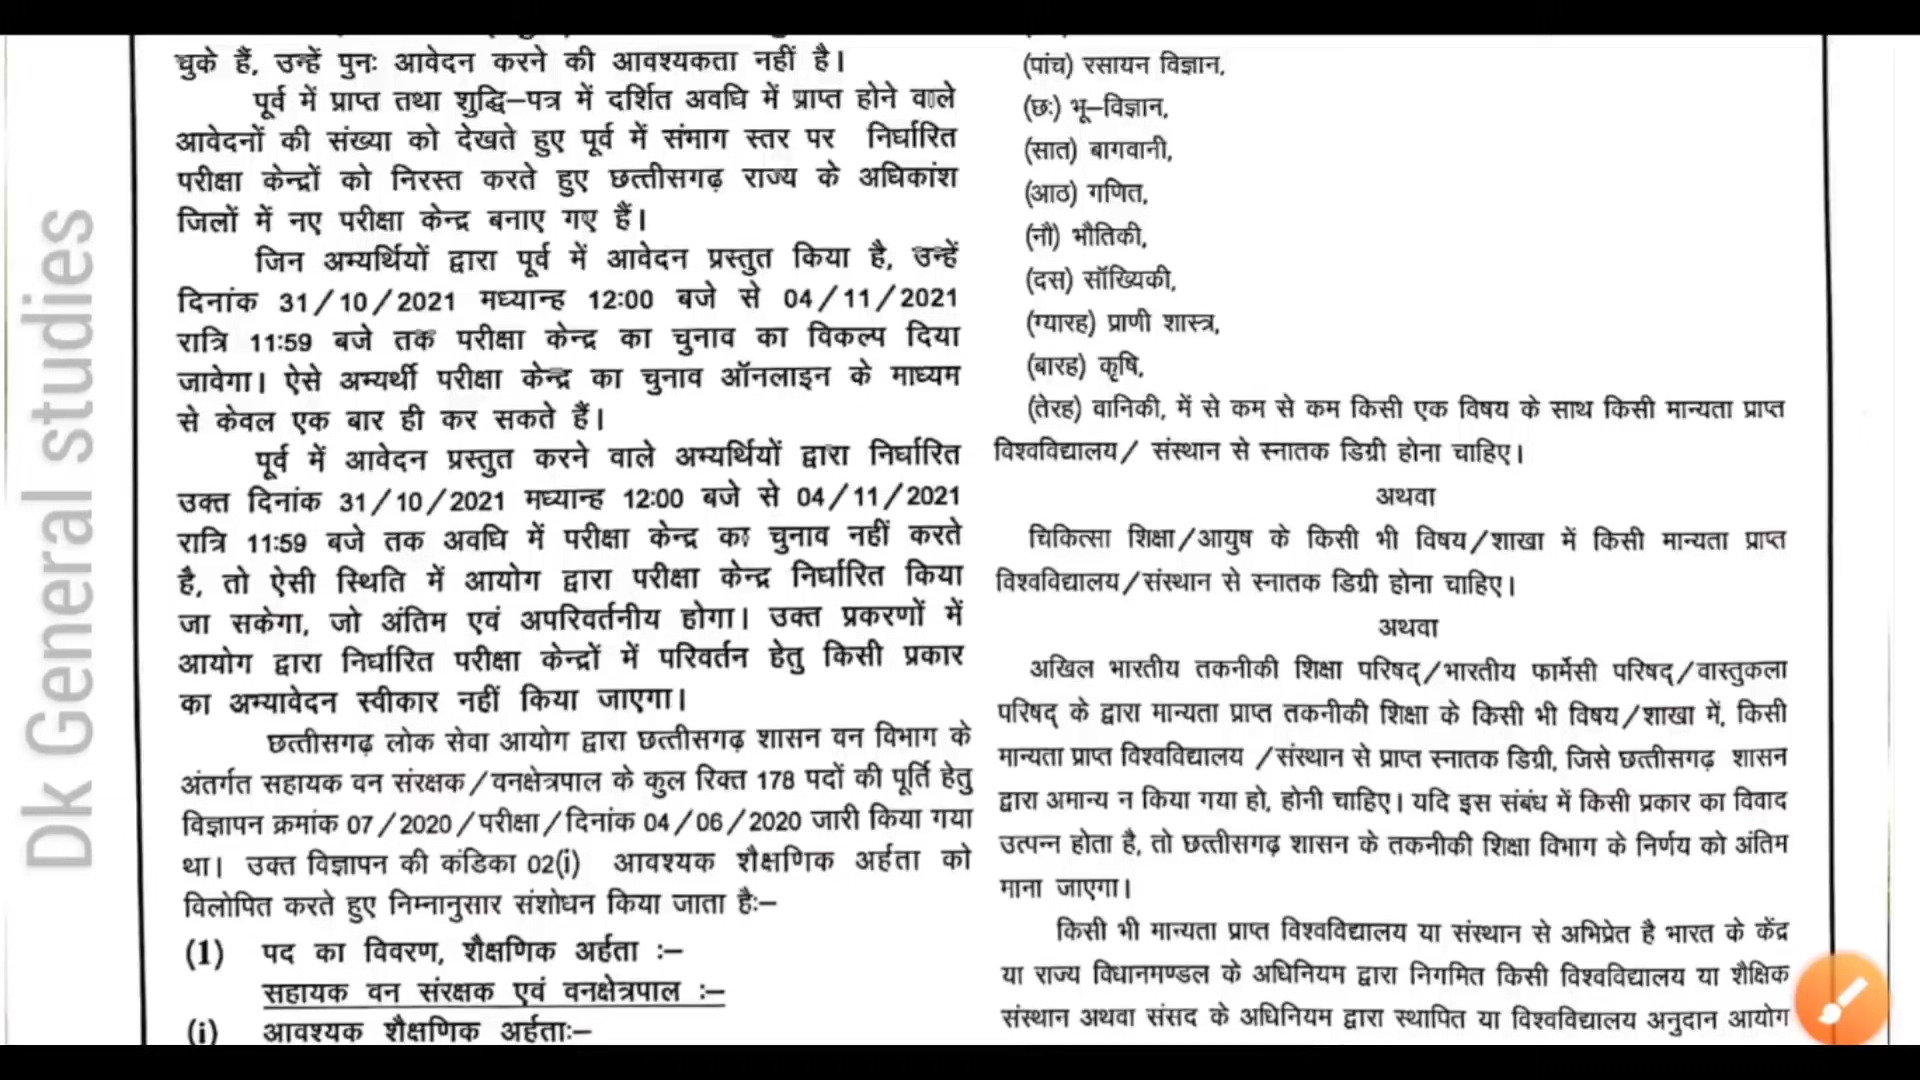 चुके हैं, उन्हें पुनः आवेदन करने की आवश्यकता नहीं है।
पूर्व में प्राप्त तथा शुद्धि–पत्र में दर्शित अवधि में प्राप्त होने वाले
आवेदनों की संख्या को देखते हुए पूर्व में संभाग स्तर पर निर्धारित
परीक्षा केन्द्रों को निरस्त करते हुए छत्तीसगढ़ राज्य के अधिकांश
जिलों में नए परीक्षा केन्द्र बनाए गए हैं।
जिन अभ्यर्थियों द्वारा पूर्व में आवेदन प्रस्तुत किया है, उन्हें
दिनांक 31/10/2021 मध्यान्ह 12:00 बजे से 04/11/2021
रात्रि 11:59 बजे तक परीक्षा केन्द्र का चुनाव का विकल्प दिया
जावेगा। ऐसे अभ्यर्थी परीक्षा केन्द्र का चुनाव ऑनलाइन के माध्यम
से केवल एक बार ही कर सकते हैं।
पूर्व में आवेदन प्रस्तुत करने वाले अभ्यर्थियों द्वारा निर्धारित
उक्त दिनांक 31/10/2021 मध्यान्ह 12:00 बजे से 04/11/2021
रात्रि 11:59 बजे तक अवधि में परीक्षा केन्द्र का चुनाव नहीं करते
है, तो ऐसी स्थिति में आयोग द्वारा परीक्षा केन्द्र निर्धारित किया
जा सकेगा, जो अंतिम एवं अपरिवर्तनीय होगा। उक्त प्रकरणों में
आयोग द्वारा निर्धारित परीक्षा केन्द्रों में परिवर्तन हेतु किसी प्रकार
का अभ्यावेदन स्वीकार नहीं किया जाएगा।
छत्तीसगढ़ लोक सेवा आयोग द्वारा छत्तीसगढ़ शासन वन विभाग के
अंतर्गत सहायक वन संरक्षक/वनक्षेत्रपाल के कुल रिक्त 178 पदों की पूर्ति हेतु
विज्ञापन क्रमांक 07/2020/परीक्षा/दिनांक 04/06/2020 जारी किया गया
था। उक्त विज्ञापन की कंडिका 02(i) आवश्यक शैक्षणिक अर्हता को
विलोपित करते हुए निम्नानुसार संशोधन किया जाता हैः–
(1) पद का विवरण, शैक्षणिक अर्हता :–
सहायक वन संरक्षक एवं वनक्षेत्रपाल :–
(i) आवश्यक शैक्षणिक अर्हताः–
(पांच) रसायन विज्ञान,
(छः) भू–विज्ञान,
(सात) बागवानी,
(आठ) गणित,
(नौ) भौतिकी,
(दस) सॉख्यिकी,
(ग्यारह) प्राणी शास्त्र,
(बारह) कृषि,
(तेरह) वानिकी, में से कम से कम किसी एक विषय के साथ किसी मान्यता प्राप्त
विश्वविद्यालय/ संस्थान से स्नातक डिग्री होना चाहिए।
अथवा
चिकित्सा शिक्षा/आयुष के किसी भी विषय/शाखा में किसी मान्यता प्राप्त
विश्वविद्यालय/संस्थान से स्नातक डिग्री होना चाहिए।
अथवा
अखिल भारतीय तकनीकी शिक्षा परिषद्/भारतीय फार्मेसी परिषद्/वास्तुकला
परिषद् के द्वारा मान्यता प्राप्त तकनीकी शिक्षा के किसी भी विषय/शाखा में, किसी
मान्यता प्राप्त विश्वविद्यालय /संस्थान से प्राप्त स्नातक डिग्री, जिसे छत्तीसगढ़ शासन
द्वारा अमान्य न किया गया हो, होनी चाहिए। यदि इस संबंध में किसी प्रकार का विवाद
उत्पन्न होता है, तो छत्तीसगढ़ शासन के तकनीकी शिक्षा विभाग के निर्णय को अंतिम
माना जाएगा।
किसी भी मान्यता प्राप्त विश्वविद्यालय या संस्थान से अभिप्रेत है भारत के केंद्र
या राज्य विधानमण्डल के अधिनियम द्वारा निगमित किसी विश्वविद्यालय या शैक्षिक
संस्थान अथवा संसद के अधिनियम द्वारा स्थापित या विश्वविद्यालय अनुदान आयोग
Dk General studies